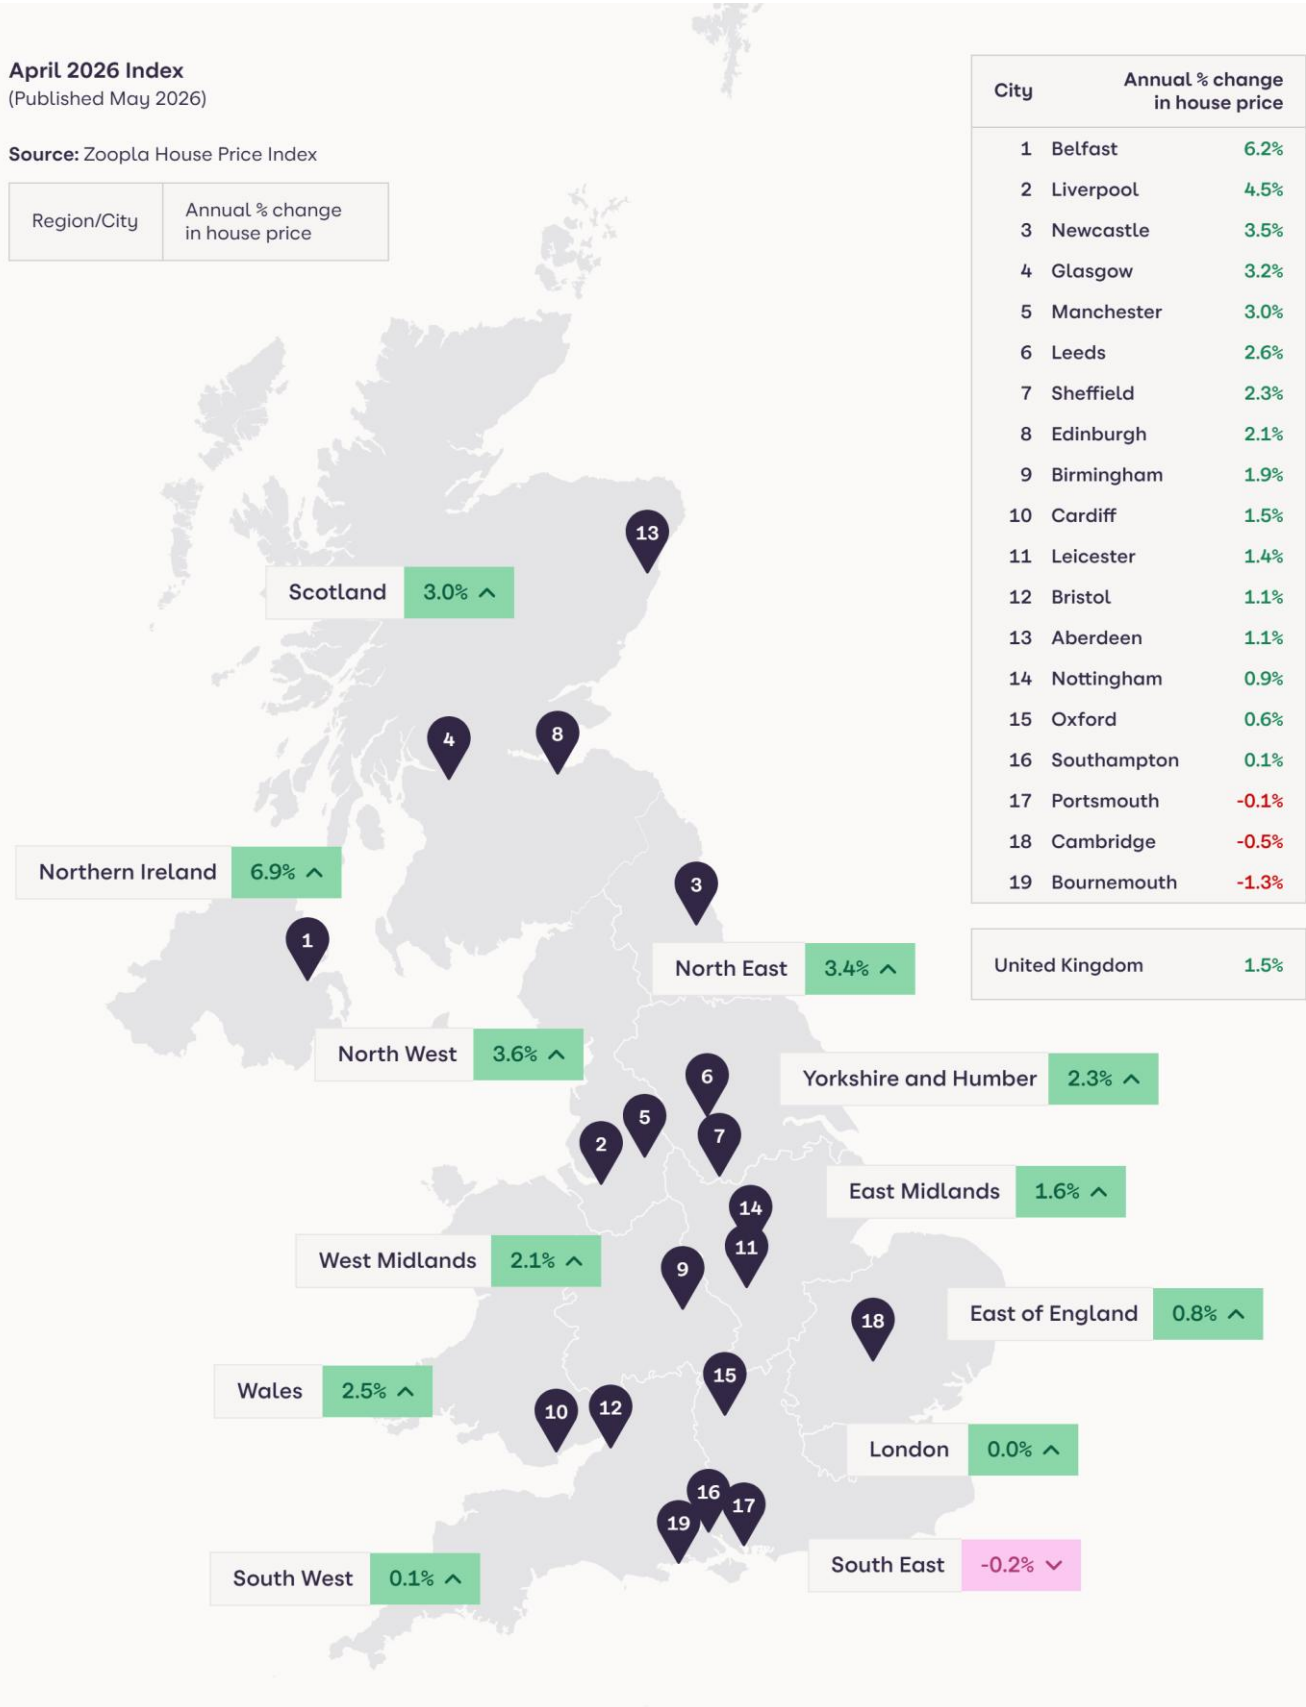 April 2026 Index
(Published May 2026)
Source: Zoopla House Price Index
Region/City
Annual % change
in house price
City
Annual % change
in house price
1 Belfast 6.2%
2 Liverpool 4.5%
3 Newcastle 3.5%
4 Glasgow 3.2%
5 Manchester 3.0%
6 Leeds 2.6%
7 Sheffield 2.3%
8 Edinburgh 2.1%
9 Birmingham 1.9%
10 Cardiff 1.5%
11 Leicester 1.4%
12 Bristol 1.1%
13 Aberdeen 1.1%
14 Nottingham 0.9%
15 Oxford 0.6%
16 Southampton 0.1%
17 Portsmouth -0.1%
18 Cambridge -0.5%
19 Bournemouth -1.3%
United Kingdom 1.5%
13
Scotland 3.0%
4
8
Northern Ireland 6.9%
3
1
North East 3.4%
North West 3.6%
6
Yorkshire and Humber 2.3%
5
7
2
East Midlands 1.6%
14
11
West Midlands 2.1%
9
East of England 0.8%
18
15
Wales 2.5%
10
12
London 0.0%
16
17
19
South East -0.2%
South West 0.1%